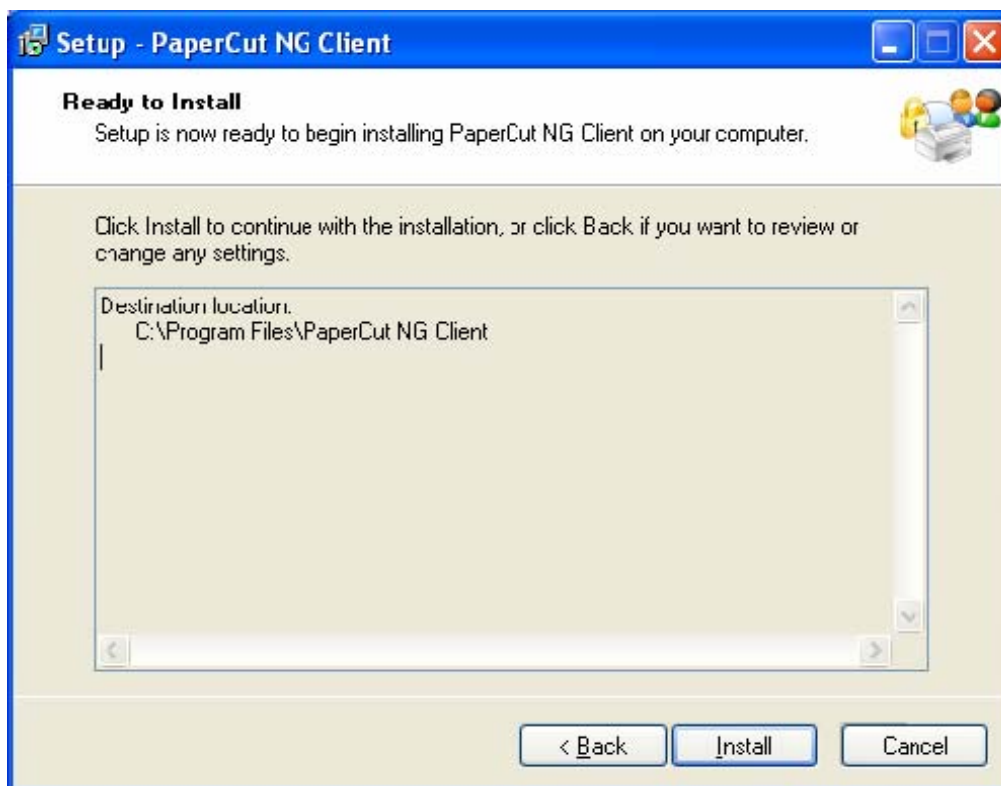 Setup - PaperCut NG Client
Ready to Install
Setup is now ready to begin installing PaperCut NG Client on your computer.
Click Install to continue with the installation, or click Back if you want to review or
change any settings.
Destination location:
C:\Program Files\PaperCut NG Client
< Back
Install
Cancel